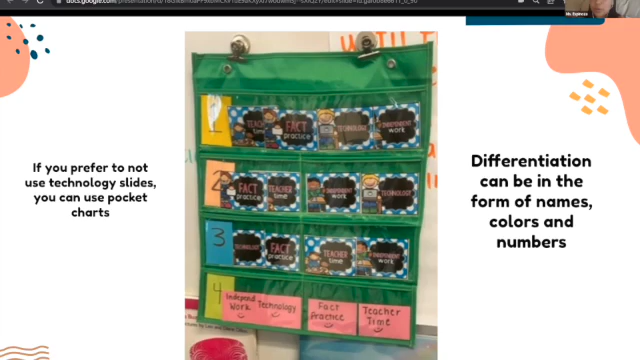 Ms. Espinoza
If you prefer to not
use technology slides,
you can use pocket
charts
1
TEACHER
time
FACT
practice
TECHNOLOGY
INDEPENDENT
work
2
FACT
practice
TEACHER
time
INDEPENDENT
work
TECHNOLOGY
3
TECHNOLOGY
FACT
practice
TEACHER
time
INDEPENDENT
work
4
Independ
Work
Technology
Fact
Practice
Teacher
Time
Differentiation
can be in the
form of names,
colors and
numbers